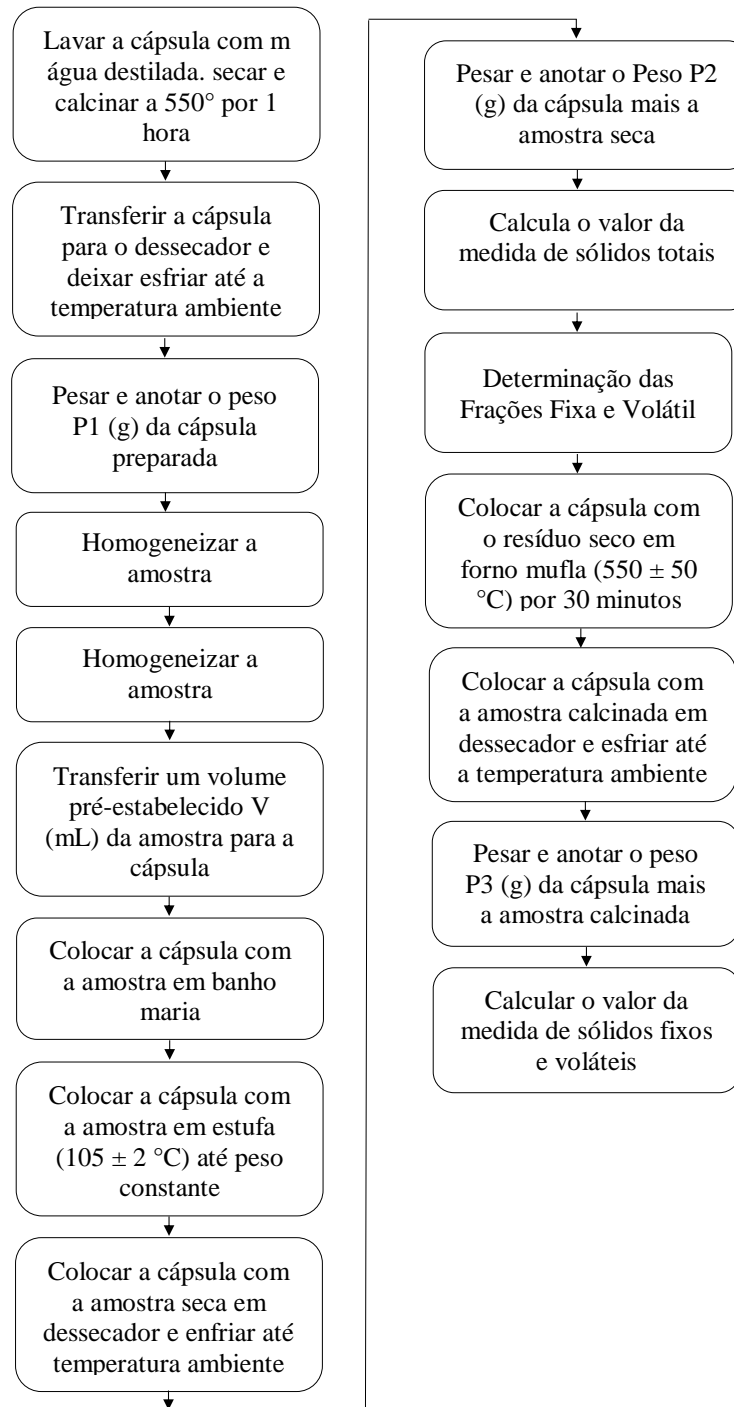 Lavar a cápsula com m
água destilada. secar e
calcinar a 550° por 1
hora
Transferir a cápsula
para o dessecador e
deixar esfriar até a
temperatura ambiente
Pesar e anotar o peso
P1 (g) da cápsula
preparada
Homogeneizar a
amostra
Homogeneizar a
amostra
Transferir um volume
pré-estabelecido V
(mL) da amostra para a
cápsula
Colocar a cápsula com
a amostra em banho
maria
Colocar a cápsula com
a amostra em estufa
(105 ± 2 °C) até peso
constante
Colocar a cápsula com
a amostra seca em
dessecador e enfriar até
temperatura ambiente
Pesar e anotar o Peso P2
(g) da cápsula mais a
amostra seca
Calcula o valor da
medida de sólidos totais
Determinação das
Frações Fixa e Volátil
Colocar a cápsula com
o resíduo seco em
forno mufla (550 ± 50
°C) por 30 minutos
Colocar a cápsula com
a amostra calcinada em
dessecador e esfriar até
a temperatura ambiente
Pesar e anotar o peso
P3 (g) da cápsula mais
a amostra calcinada
Calcular o valor da
medida de sólidos fixos
e voláteis